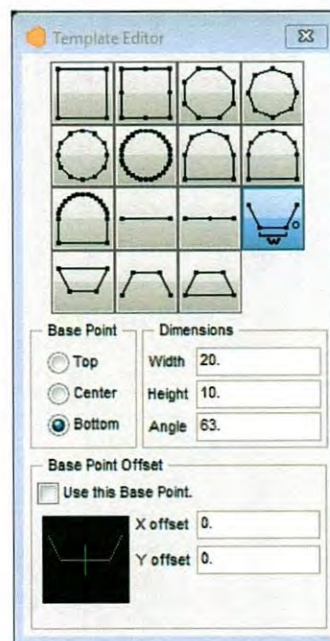 Template Editor
W
Base Point
Dimensions
Top
Width 20.
Center
Height 10.
Bottom
Angle 63.
Base Point Offset
Use this Base Point.
X offset 0.
Y offset 0.